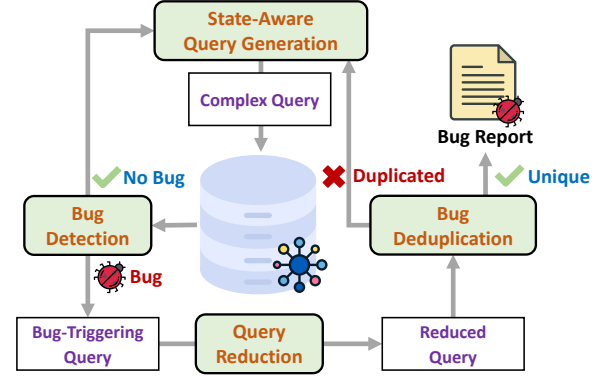 State-Aware
Query Generation
Complex Query
Bug Report
No Bug
Duplicated
Unique
Bug
Detection
Bug
Deduplication
Bug
Bug-Triggering
Query
Query
Reduction
Reduced
Query